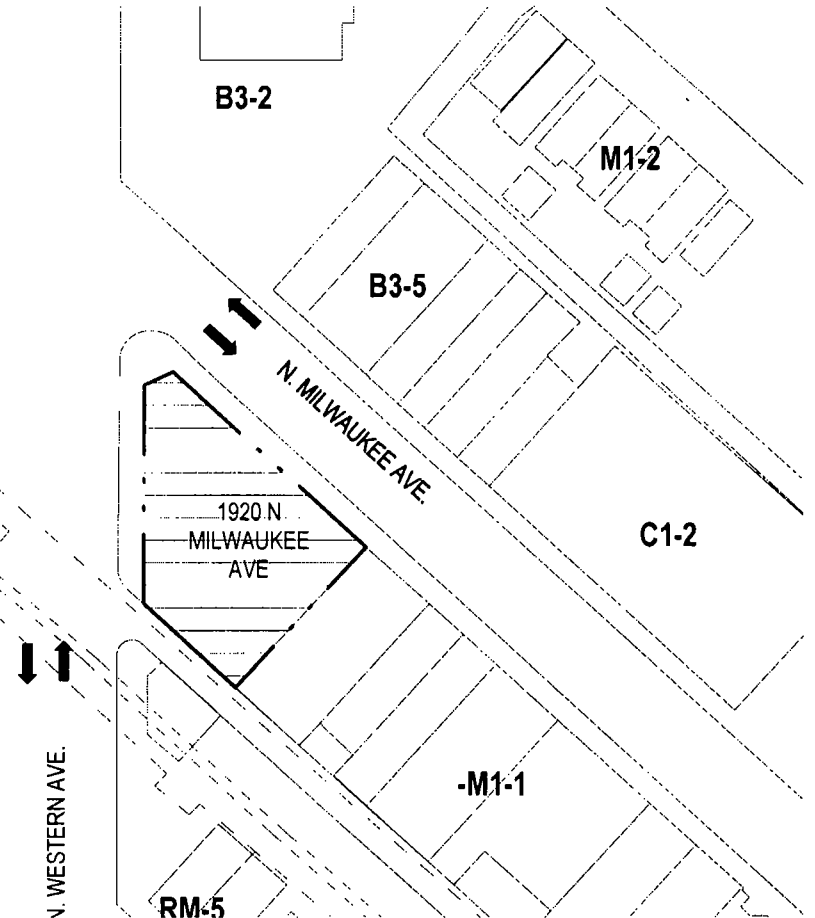 B3-2
M1-2
B3-5
N. MILWAUKEE AVE.
1920 N
MILWAUKEE
AVE
C1-2
-M1-1
N. WESTERN AVE.
RM-5